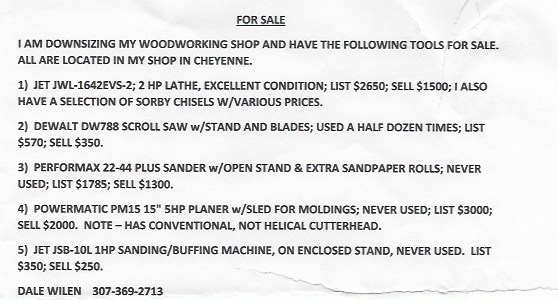 FOR SALE
I AM DOWNSIZING MY WOODWORKING SHOP AND HAVE THE FOLLOWING TOOLS FOR SALE.
ALL ARE LOCATED IN MY SHOP IN CHEYENNE.
1) JET JWL-1642EVS-2; 2 HP LATHE, EXCELLENT CONDITION; LIST $2650; SELL $1500; I ALSO
HAVE A SELECTION OF SORBY CHISELS W/VARIOUS PRICES.
2) DEWALT DW788 SCROLL SAW w/STAND AND BLADES; USED A HALF DOZEN TIMES; LIST
$570; SELL $350.
3) PERFORMAX 22-44 PLUS SANDER w/OPEN STAND & EXTRA SANDPAPER ROLLS; NEVER
USED; LIST $1785; SELL $1300.
4) POWERMATIC PM15 15" 5HP PLANER w/SLED FOR MOLDINGS; NEVER USED; LIST $3000;
SELL $2000. NOTE – HAS CONVENTIONAL, NOT HELICAL CUTTERHEAD.
5) JET JSB-10L 1HP SANDING/BUFFING MACHINE, ON ENCLOSED STAND, NEVER USED. LIST
$350; SELL $250.
DALE WILEN 307-369-2713